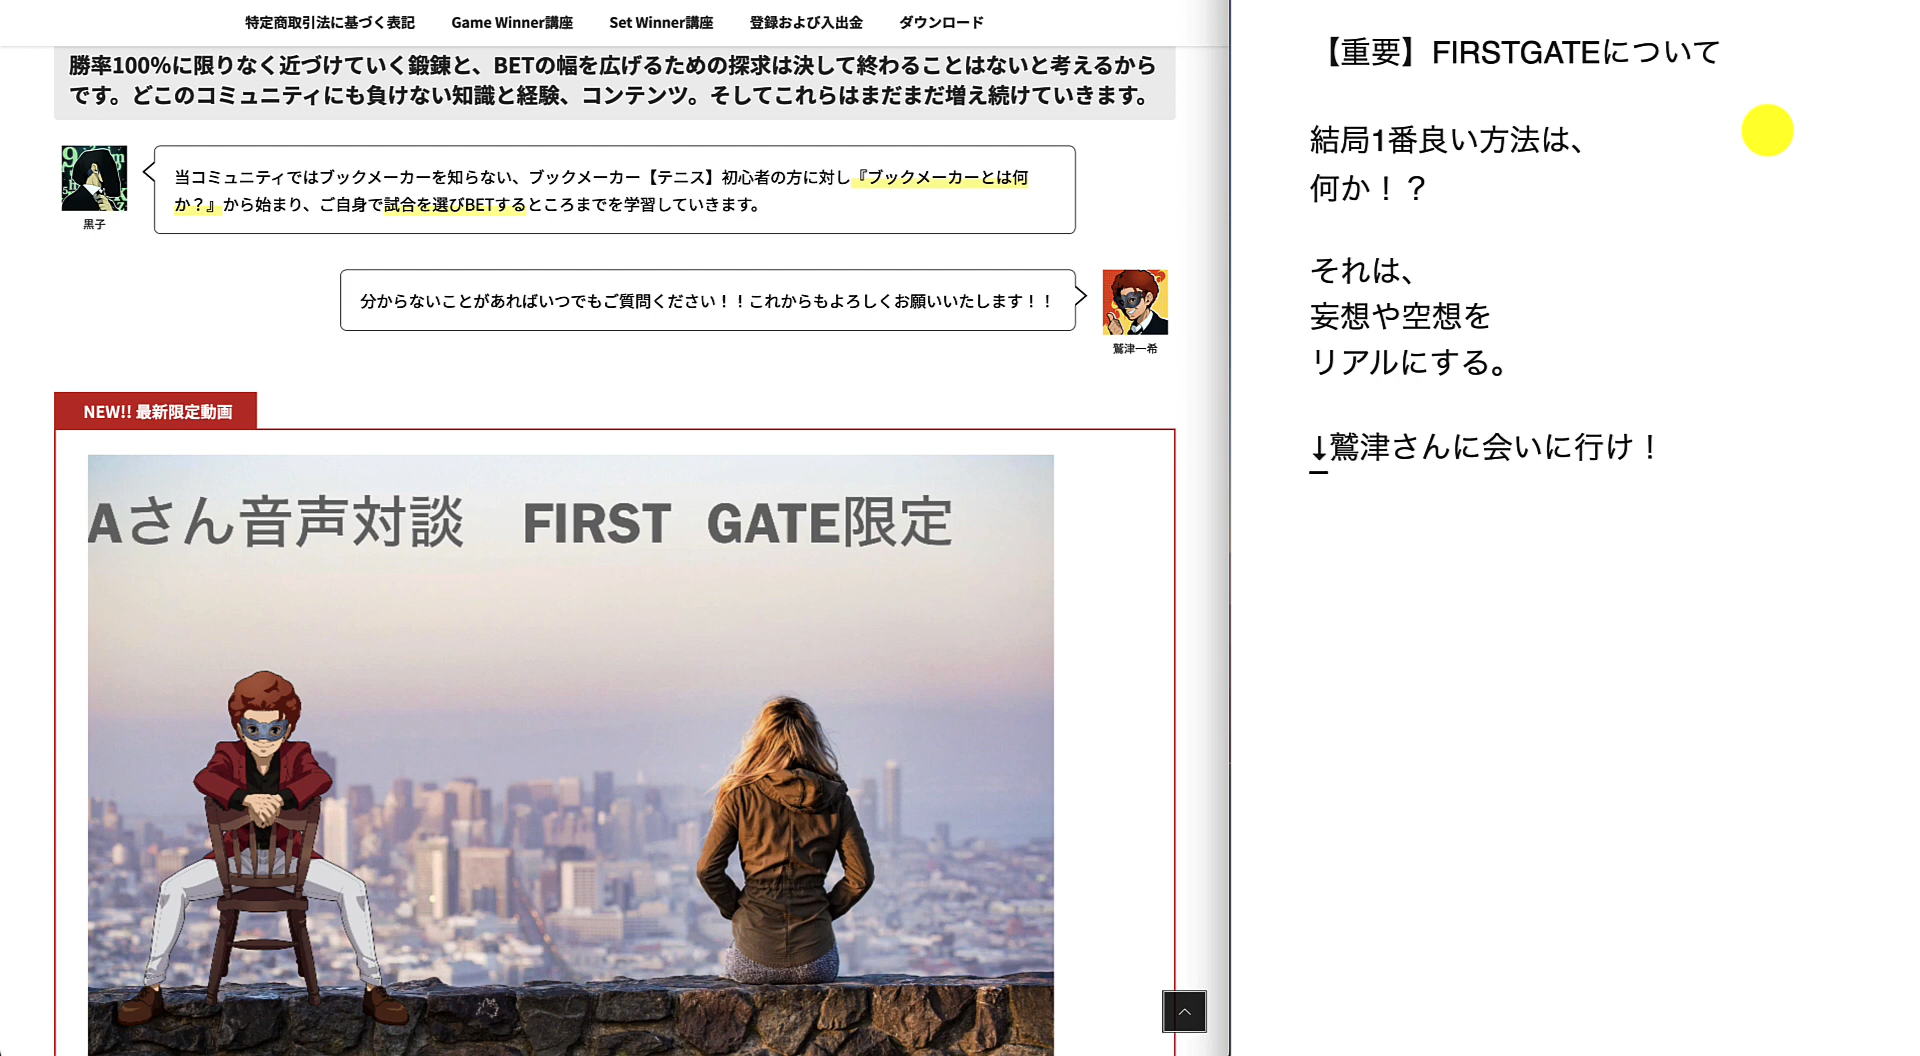 特定商取引法に基づく表記 Game Winner講座 Set Winner講座 登録および入出金 ダウンロード
勝率100%に限りなく近づけていく鍛錬と、BETの幅を広げるための探求は決して終わることはないと考えるから
です。どこのコミュニティにも負けない知識と経験、コンテンツ。そしてこれらはまだまだ増え続けていきます。
当コミュニティではブックメーカーを知らない、ブックメーカー【テニス】初心者の方に対し『ブックメーカーとは何
か？』から始まり、ご自身で試合を選びBETするところまでを学習していきます。
黒子
分からないことがあればいつでもご質問ください！！これからもよろしくお願いいたします！！
鷲津一希
NEW!! 最新限定動画
Aさん音声対談 FIRST GATE限定
【重要】FIRSTGATEについて
結局1番良い方法は、
何か！？
それは、
妄想や空想を
リアルにする。
↓鷲津さんに会いに行け！